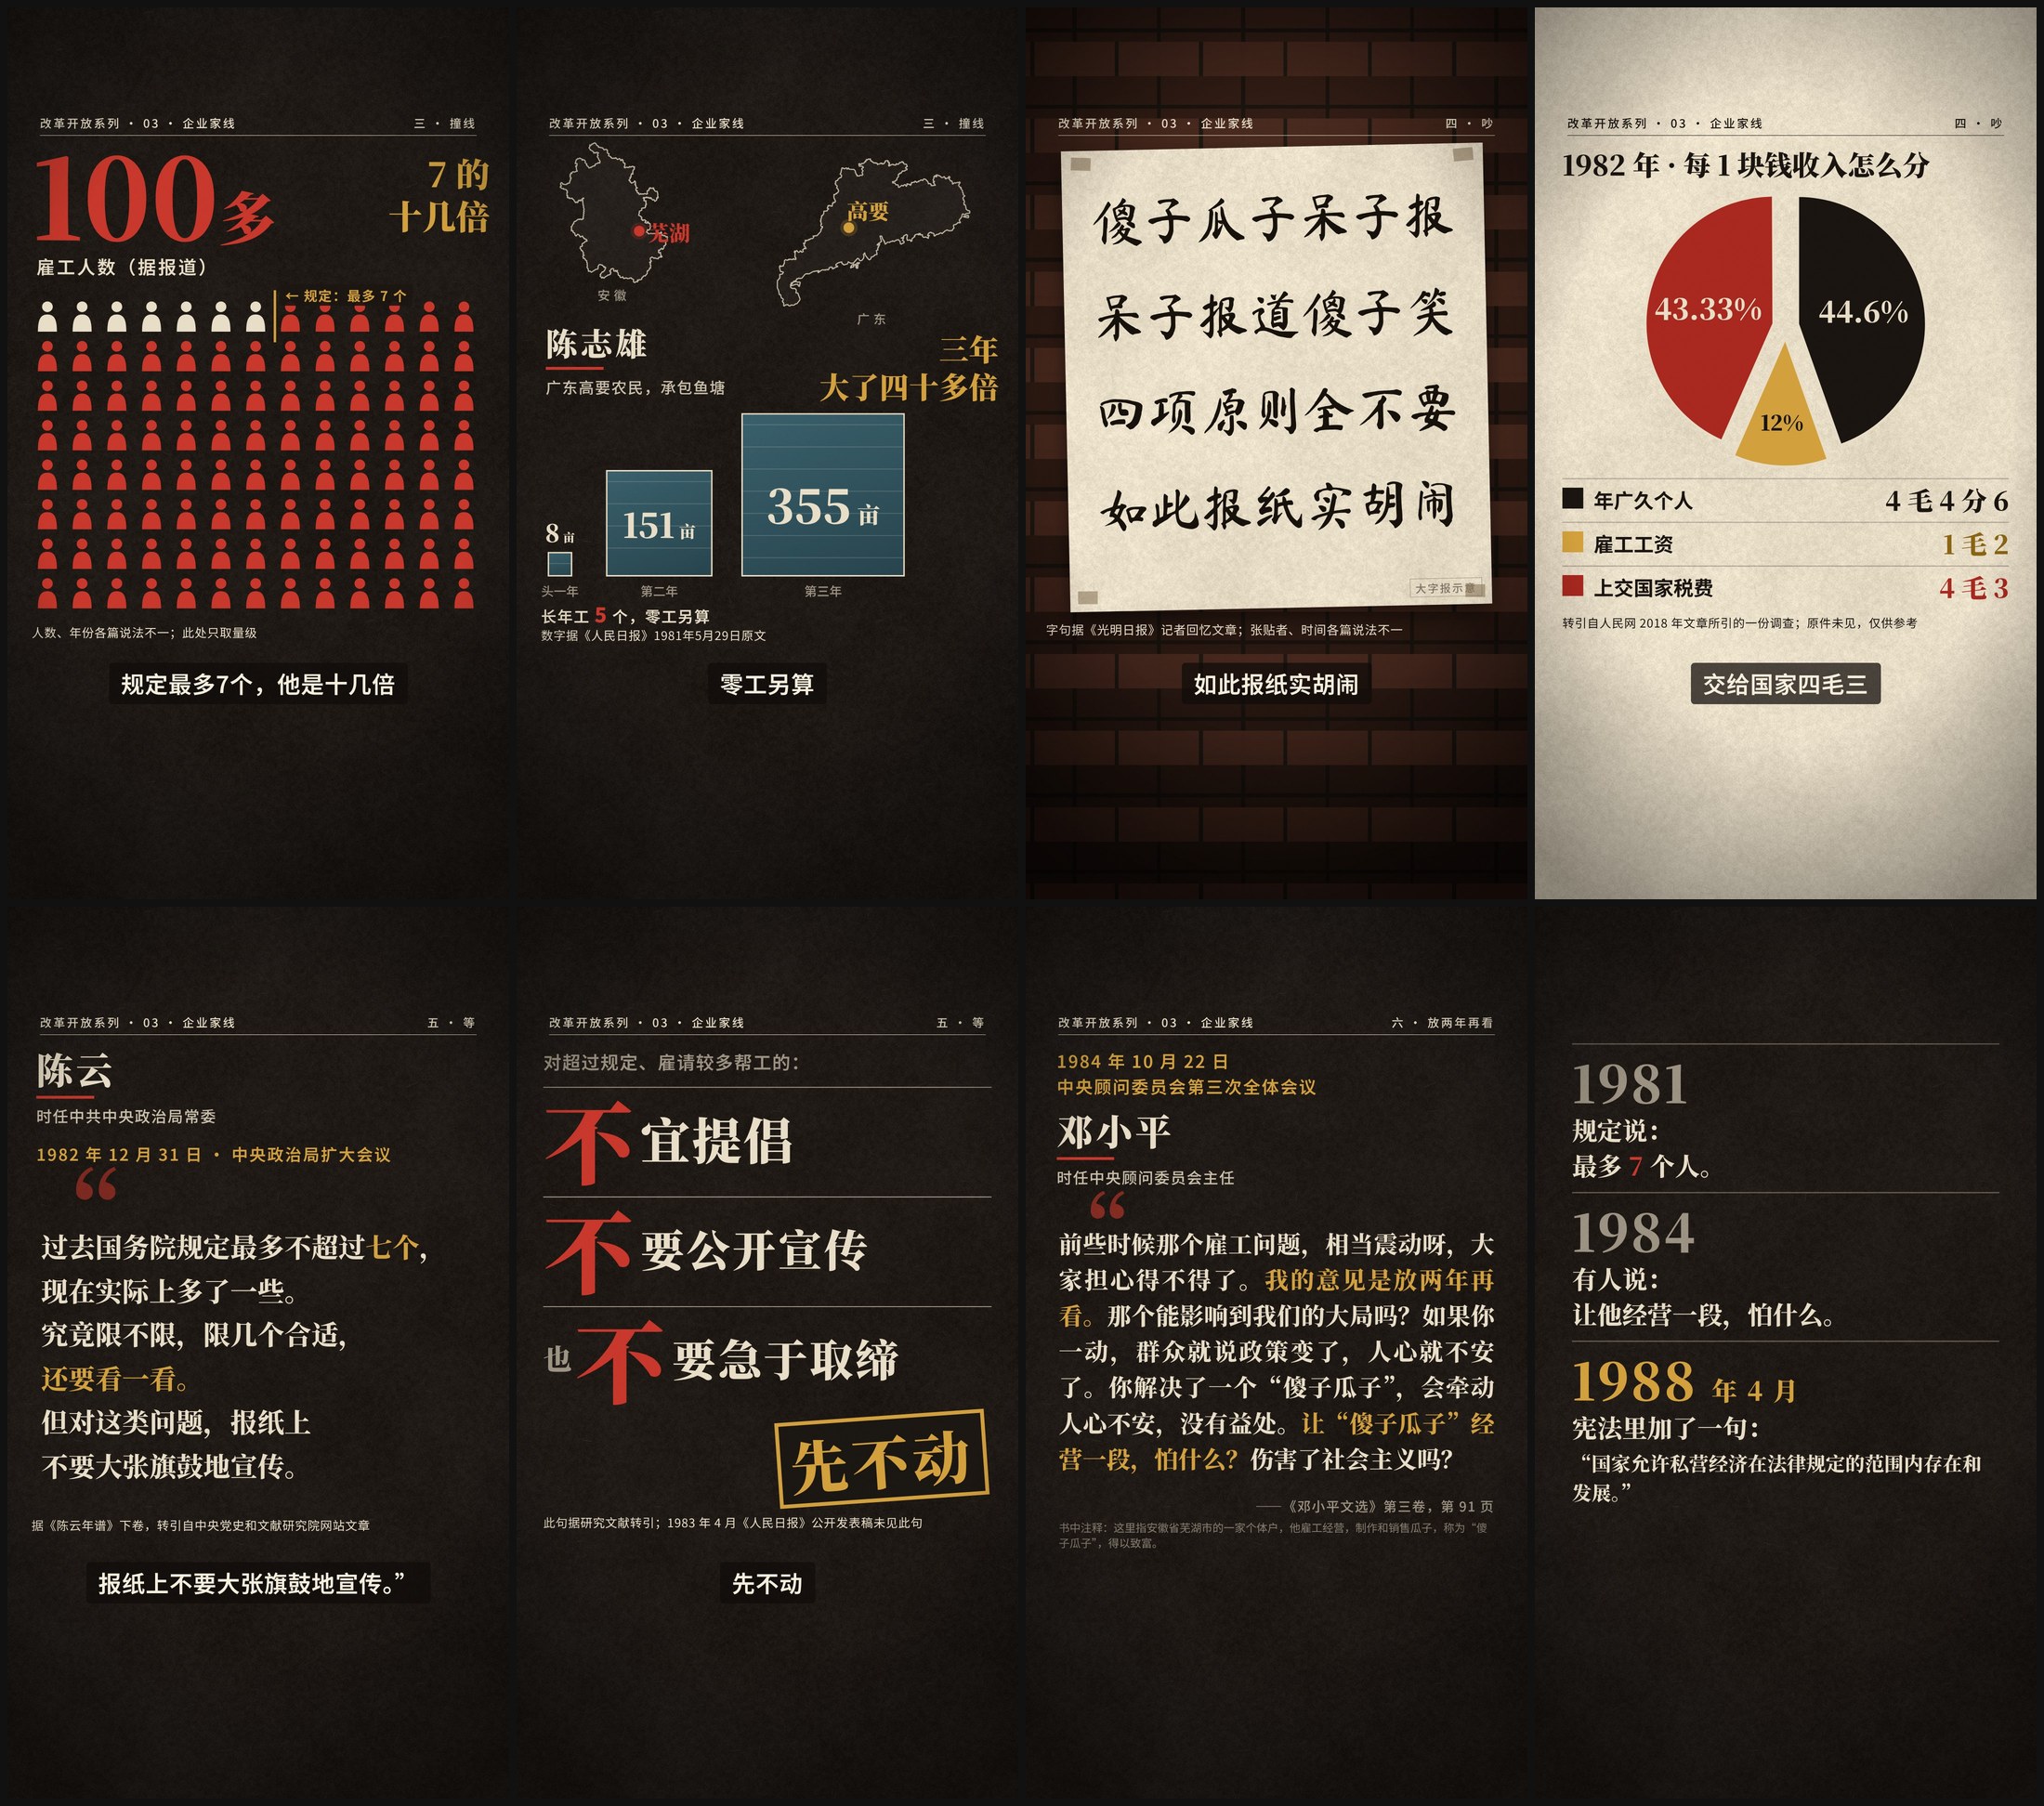 改革开放系列 · 03 · 企业家线
三 · 撞线
100多
7 的
十几倍
雇工人数（据报道）
← 规定：最多 7 个
人数、年份各篇说法不一；此处只取量级
规定最多7个，他是十几倍
改革开放系列 · 03 · 企业家线
三 · 撞线
芜湖
安徽
高要
广东
陈志雄
广东高要农民，承包鱼塘
三年
大了四十多倍
8亩
151亩
355亩
头一年
第二年
第三年
长年工 5 个，零工另算
数字据《人民日报》1981年5月29日原文
零工另算
改革开放系列 · 03 · 企业家线
四 · 吵
傻子瓜子呆子报
呆子报道傻子笑
四项原则全不要
如此报纸实胡闹
大字报示意
字句据《光明日报》记者回忆文章；张贴者、时间各篇说法不一
如此报纸实胡闹
改革开放系列 · 03 · 企业家线
四 · 吵
1982 年 · 每 1 块钱收入怎么分
43.33%
44.6%
12%
年广久个人
4 毛 4 分 6
雇工工资
1 毛 2
上交国家税费
4 毛 3
转引自人民网 2018 年文章所引的一份调查；原件未见，仅供参考
交给国家四毛三
改革开放系列 · 03 · 企业家线
五 · 等
陈云
时任中共中央政治局常委
1982 年 12 月 31 日 · 中央政治局扩大会议
“
过去国务院规定最多不超过七个，
现在实际上多了一些。
究竟限不限，限几个合适，
还要看一看。
但对这类问题，报纸上
不要大张旗鼓地宣传。
据《陈云年谱》下卷，转引自中央党史和文献研究院网站文章
报纸上不要大张旗鼓地宣传。”
改革开放系列 · 03 · 企业家线
五 · 等
对超过规定、雇请较多帮工的：
不宜提倡
不要公开宣传
也不要急于取缔
先不动
此句据研究文献转引；1983 年 4 月《人民日报》公开发表稿未见此句
先不动
改革开放系列 · 03 · 企业家线
六 · 放两年再看
1984 年 10 月 22 日
中央顾问委员会第三次全体会议
邓小平
时任中央顾问委员会主任
“
前些时候那个雇工问题，相当震动呀，大
家担心得不得了。我的意见是放两年再
看。那个能影响到我们的大局吗？如果你
一动，群众就说政策变了，人心就不安
了。你解决了一个“傻子瓜子”，会牵动
人心不安，没有益处。让“傻子瓜子”经
营一段，怕什么？伤害了社会主义吗？
——《邓小平文选》第三卷，第 91 页
书中注释：这里指安徽省芜湖市的一家个体户，他雇工经营，制作和销售瓜子，称为“傻
子瓜子”，得以致富。
1981
规定说：
最多 7 个人。
1984
有人说：
让他经营一段，怕什么。
1988 年 4 月
宪法里加了一句：
“国家允许私营经济在法律规定的范围内存在和
发展。”